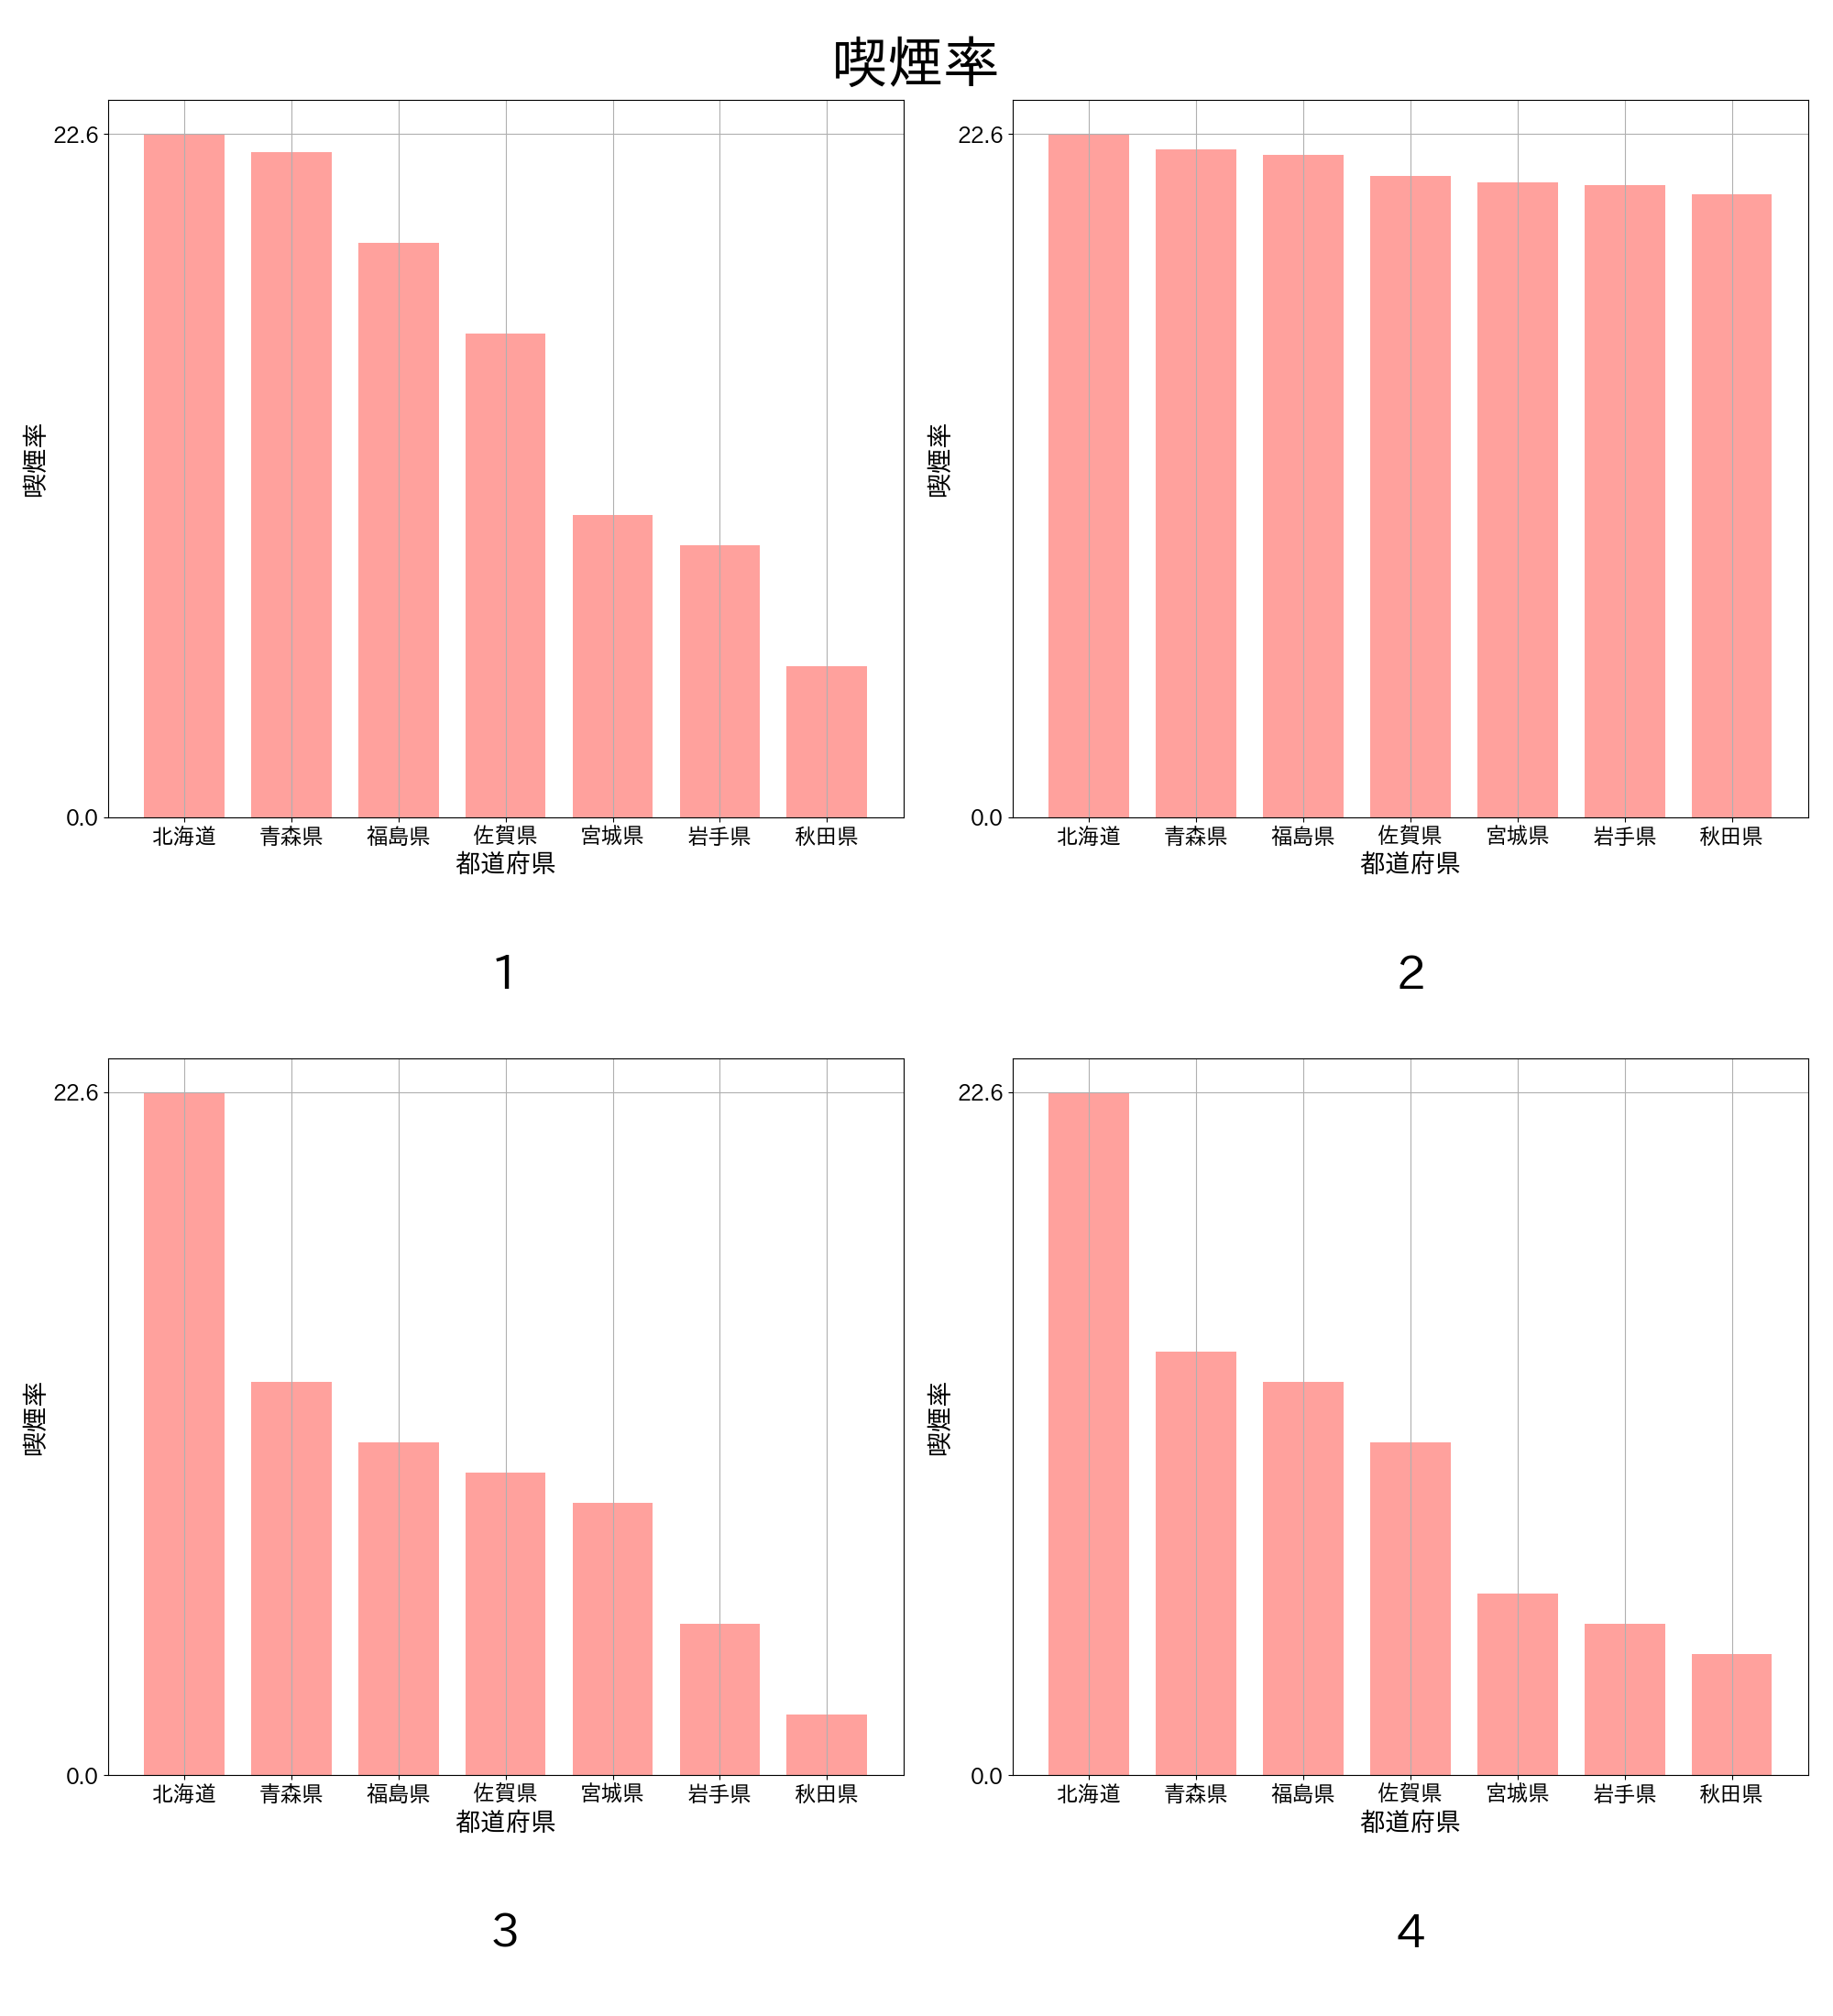 喫煙率
22.6
0.0
喫煙率
北海道 青森県 福島県 佐賀県 宮城県 岩手県 秋田県
都道府県
1
22.6
0.0
喫煙率
北海道 青森県 福島県 佐賀県 宮城県 岩手県 秋田県
都道府県
2
22.6
0.0
喫煙率
北海道 青森県 福島県 佐賀県 宮城県 岩手県 秋田県
都道府県
3
22.6
0.0
喫煙率
北海道 青森県 福島県 佐賀県 宮城県 岩手県 秋田県
都道府県
4